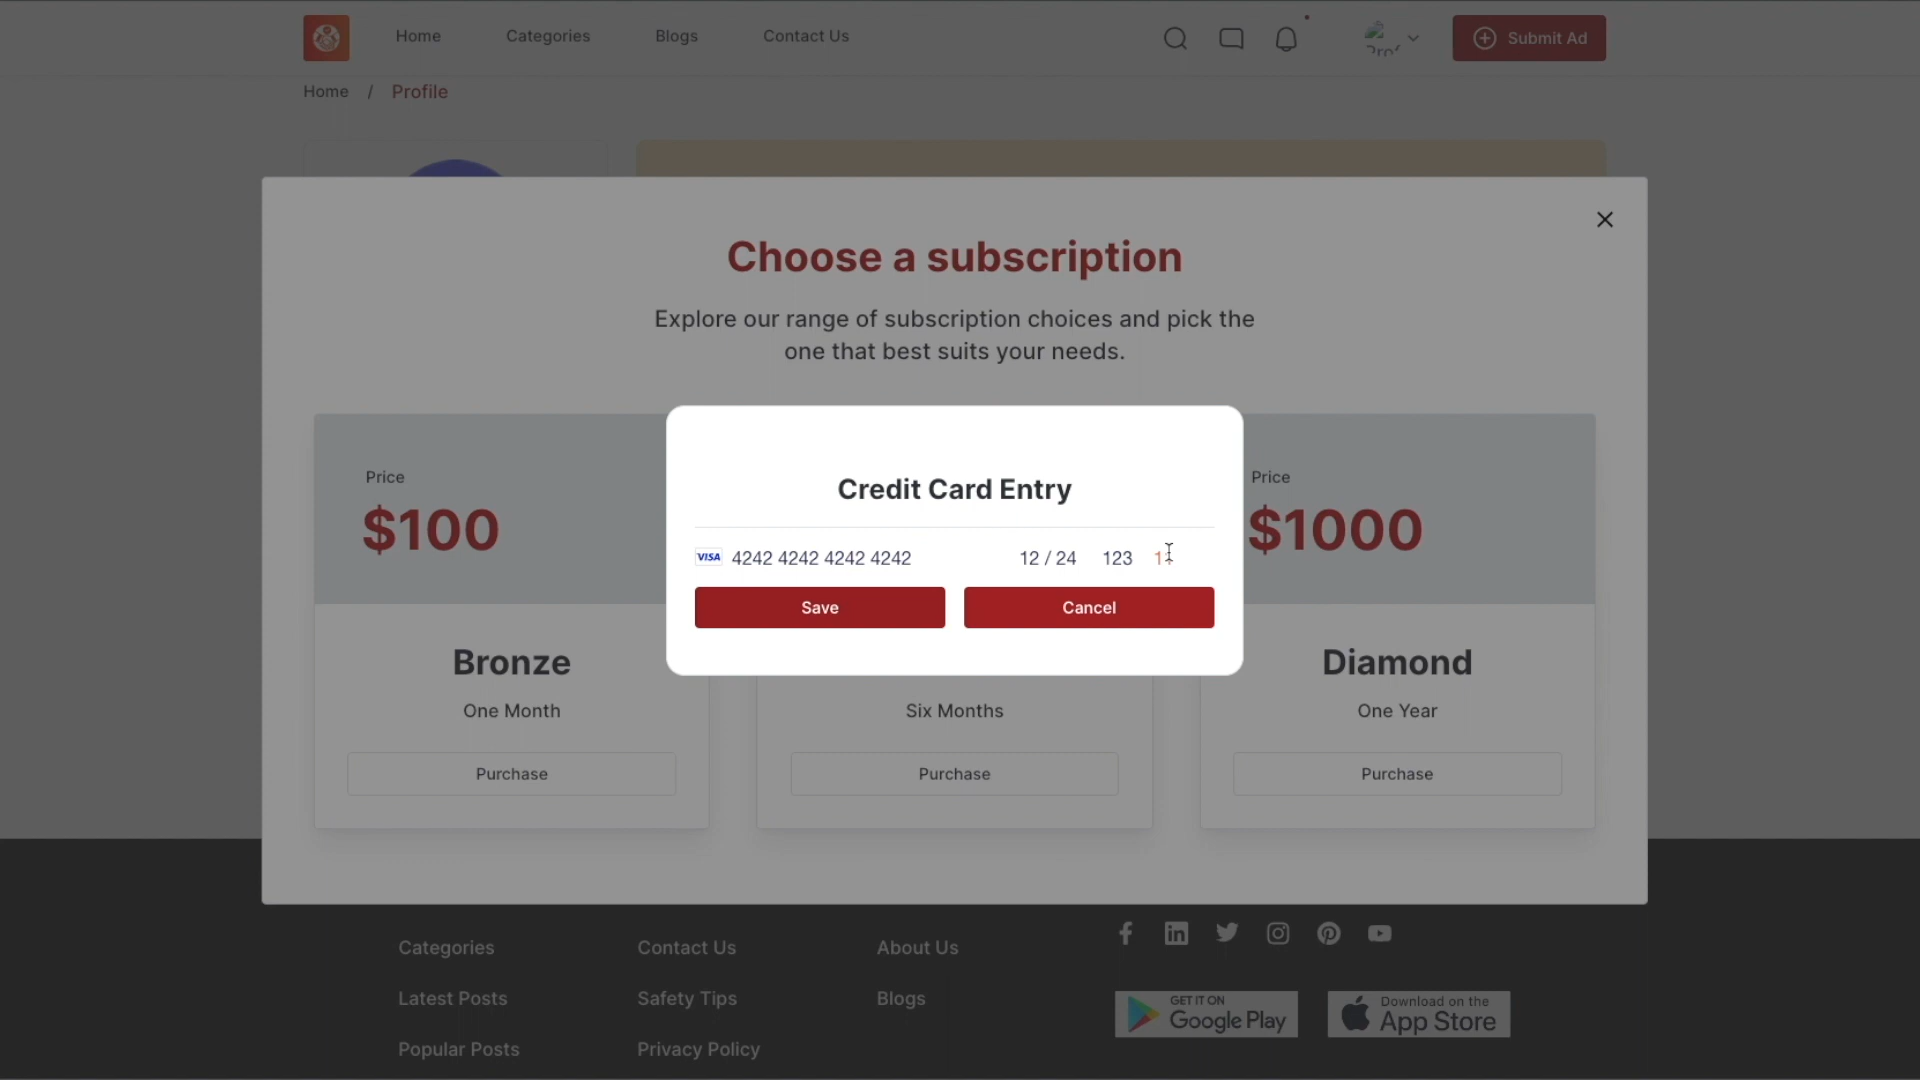 Home
Categories
Blogs
Contact Us
Submit Ad
Home / Profile
Choose a subscription
Explore our range of subscription choices and pick the
one that best suits your needs.
Credit Card Entry
VISA 4242 4242 4242 4242 12 / 24 123
Save
Cancel
Price
$100
Bronze
One Month
Purchase
Six Months
Purchase
Price
$1000
Diamond
One Year
Purchase
Categories
Latest Posts
Popular Posts
Contact Us
Safety Tips
Privacy Policy
About Us
Blogs
GET IT ON
Google Play
Download on the
App Store